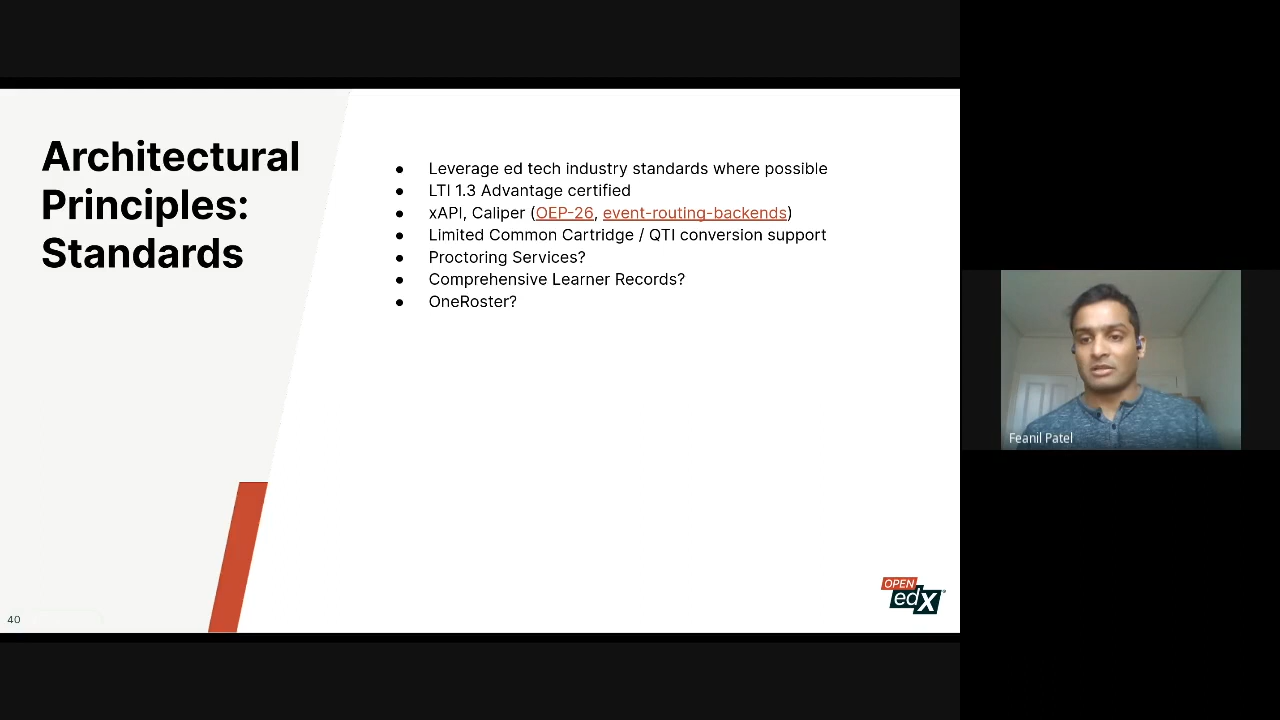 Architectural
Principles:
Standards
● Leverage ed tech industry standards where possible
● LTI 1.3 Advantage certified
● xAPI, Caliper (OEP-26, event-routing-backends)
● Limited Common Cartridge / QTI conversion support
● Proctoring Services?
● Comprehensive Learner Records?
● OneRoster?
40
OPEN
edX
Feanil Patel